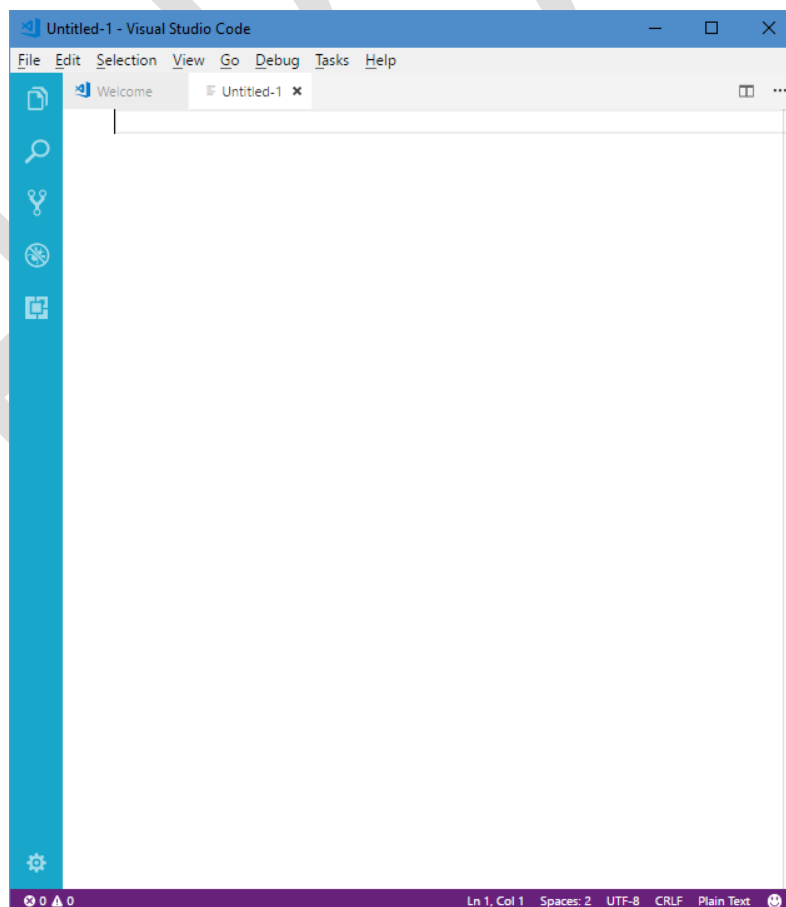 Untitled-1 - Visual Studio Code
File Edit Selection View Go Debug Tasks Help
Welcome Untitled-1
0 0 Ln 1, Col 1 Spaces: 2 UTF-8 CRLF Plain Text